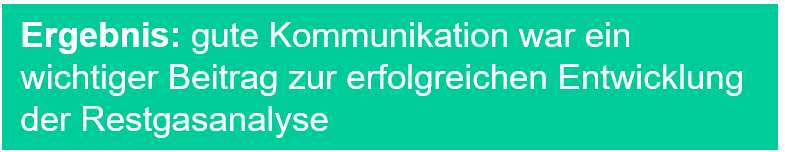 Ergebnis: gute Kommunikation war ein
wichtiger Beitrag zur erfolgreichen Entwicklung
der Restgasanalyse